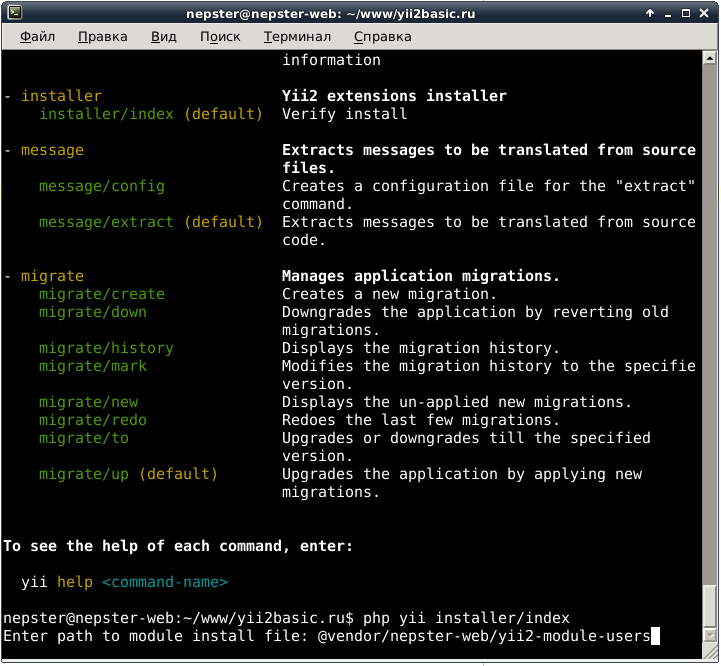 nepster@nepster-web: ~/www/yii2basic.ru
Файл Правка Вид Поиск Терминал Справка
information
- installer Yii2 extensions installer
installer/index (default) Verify install
- message Extracts messages to be translated from source
files.
message/config Creates a configuration file for the "extract"
command.
message/extract (default) Extracts messages to be translated from source
code.
- migrate Manages application migrations.
migrate/create Creates a new migration.
migrate/down Downgrades the application by reverting old
migrations.
migrate/history Displays the migration history.
migrate/mark Modifies the migration history to the specifie
version.
migrate/new Displays the un-applied new migrations.
migrate/redo Redoes the last few migrations.
migrate/to Upgrades or downgrades till the specified
version.
migrate/up (default) Upgrades the application by applying new
migrations.
To see the help of each command, enter:
yii help <command-name>
nepster@nepster-web:~/www/yii2basic.ru$ php yii installer/index
Enter path to module install file: @vendor/nepster-web/yii2-module-users